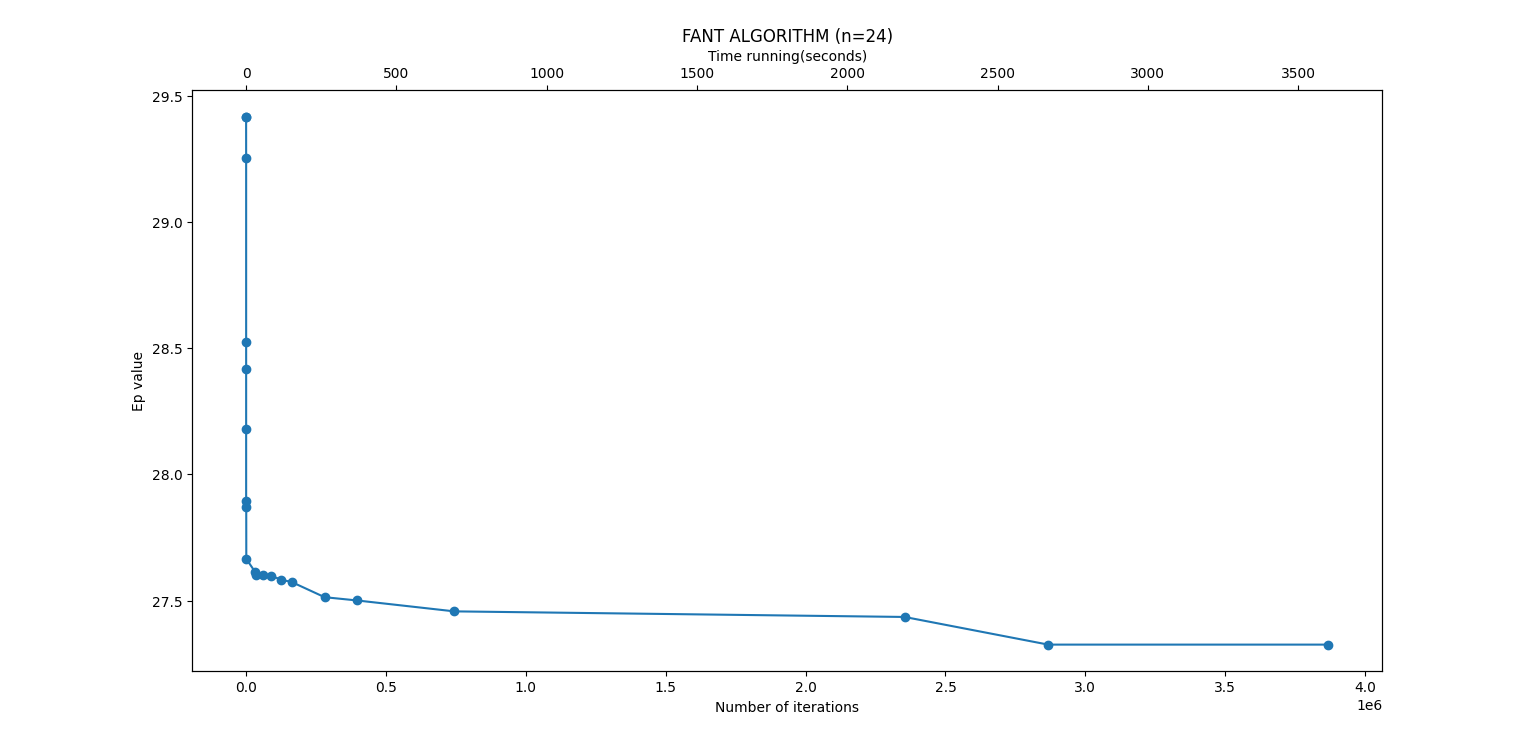 FANT ALGORITHM (n=24)
Time running(seconds)
0 500 1000 1500 2000 2500 3000 3500
29.5
29.0
28.5
28.0
27.5
Ep value
0.0 0.5 1.0 1.5 2.0 2.5 3.0 3.5 4.0
1e6
Number of iterations